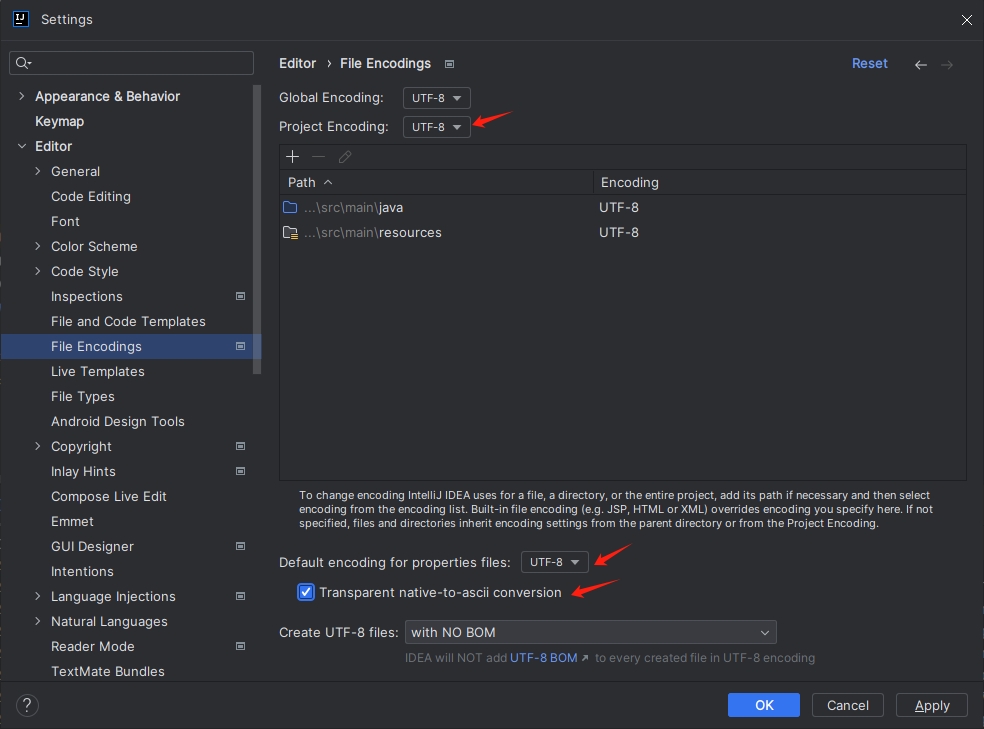 IJ
Settings
Appearance & Behavior
Keymap
Editor
General
Code Editing
Font
Color Scheme
Code Style
Inspections
File and Code Templates
File Encodings
Live Templates
File Types
Android Design Tools
Copyright
Inlay Hints
Compose Live Edit
Emmet
GUI Designer
Intentions
Language Injections
Natural Languages
Reader Mode
TextMate Bundles
Editor › File Encodings
Reset
Global Encoding: UTF-8
Project Encoding: UTF-8
Path Encoding
...\src\main\java UTF-8
...\src\main\resources UTF-8
To change encoding IntelliJ IDEA uses for a file, a directory, or the entire project, add its path if necessary and then select
encoding from the encoding list. Built-in file encoding (e.g. JSP, HTML or XML) overrides encoding you specify here. If not
specified, files and directories inherit encoding settings from the parent directory or from the Project Encoding.
Default encoding for properties files: UTF-8
Transparent native-to-ascii conversion
Create UTF-8 files: with NO BOM
IDEA will NOT add UTF-8 BOM ↗ to every created file in UTF-8 encoding
?
OK
Cancel
Apply